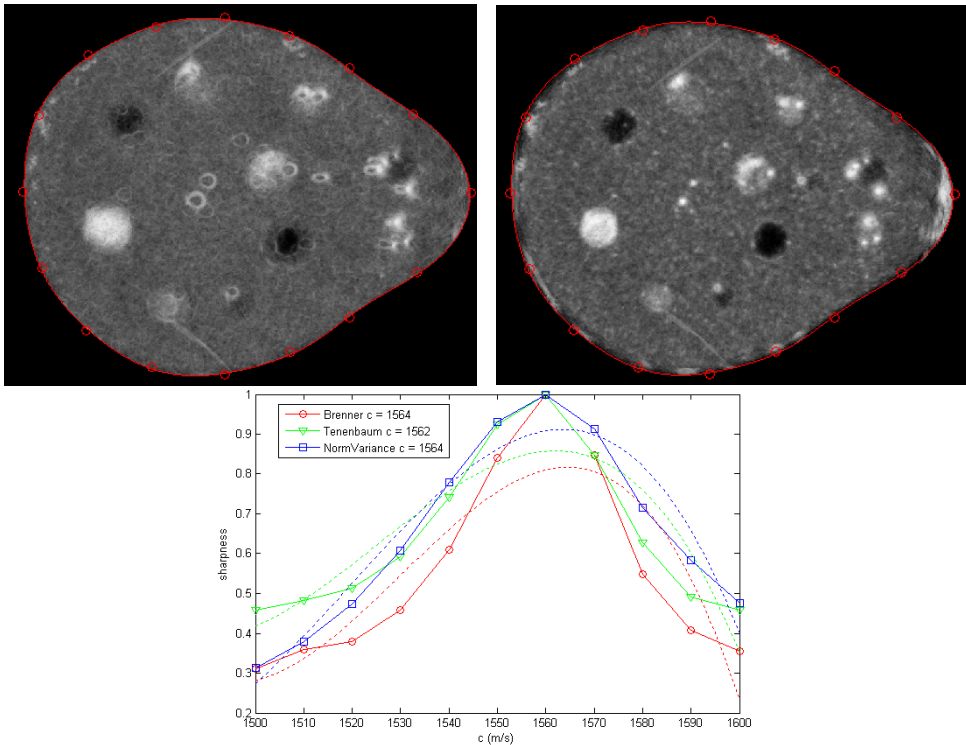 1
0.9
0.8
0.7
0.6
0.5
0.4
0.3
0.2
sharpness
Brenner c = 1564
Tenenbaum c = 1562
NormVariance c = 1564
1500 1510 1520 1530 1540 1550 1560 1570 1580 1590 1600
c (m/s)